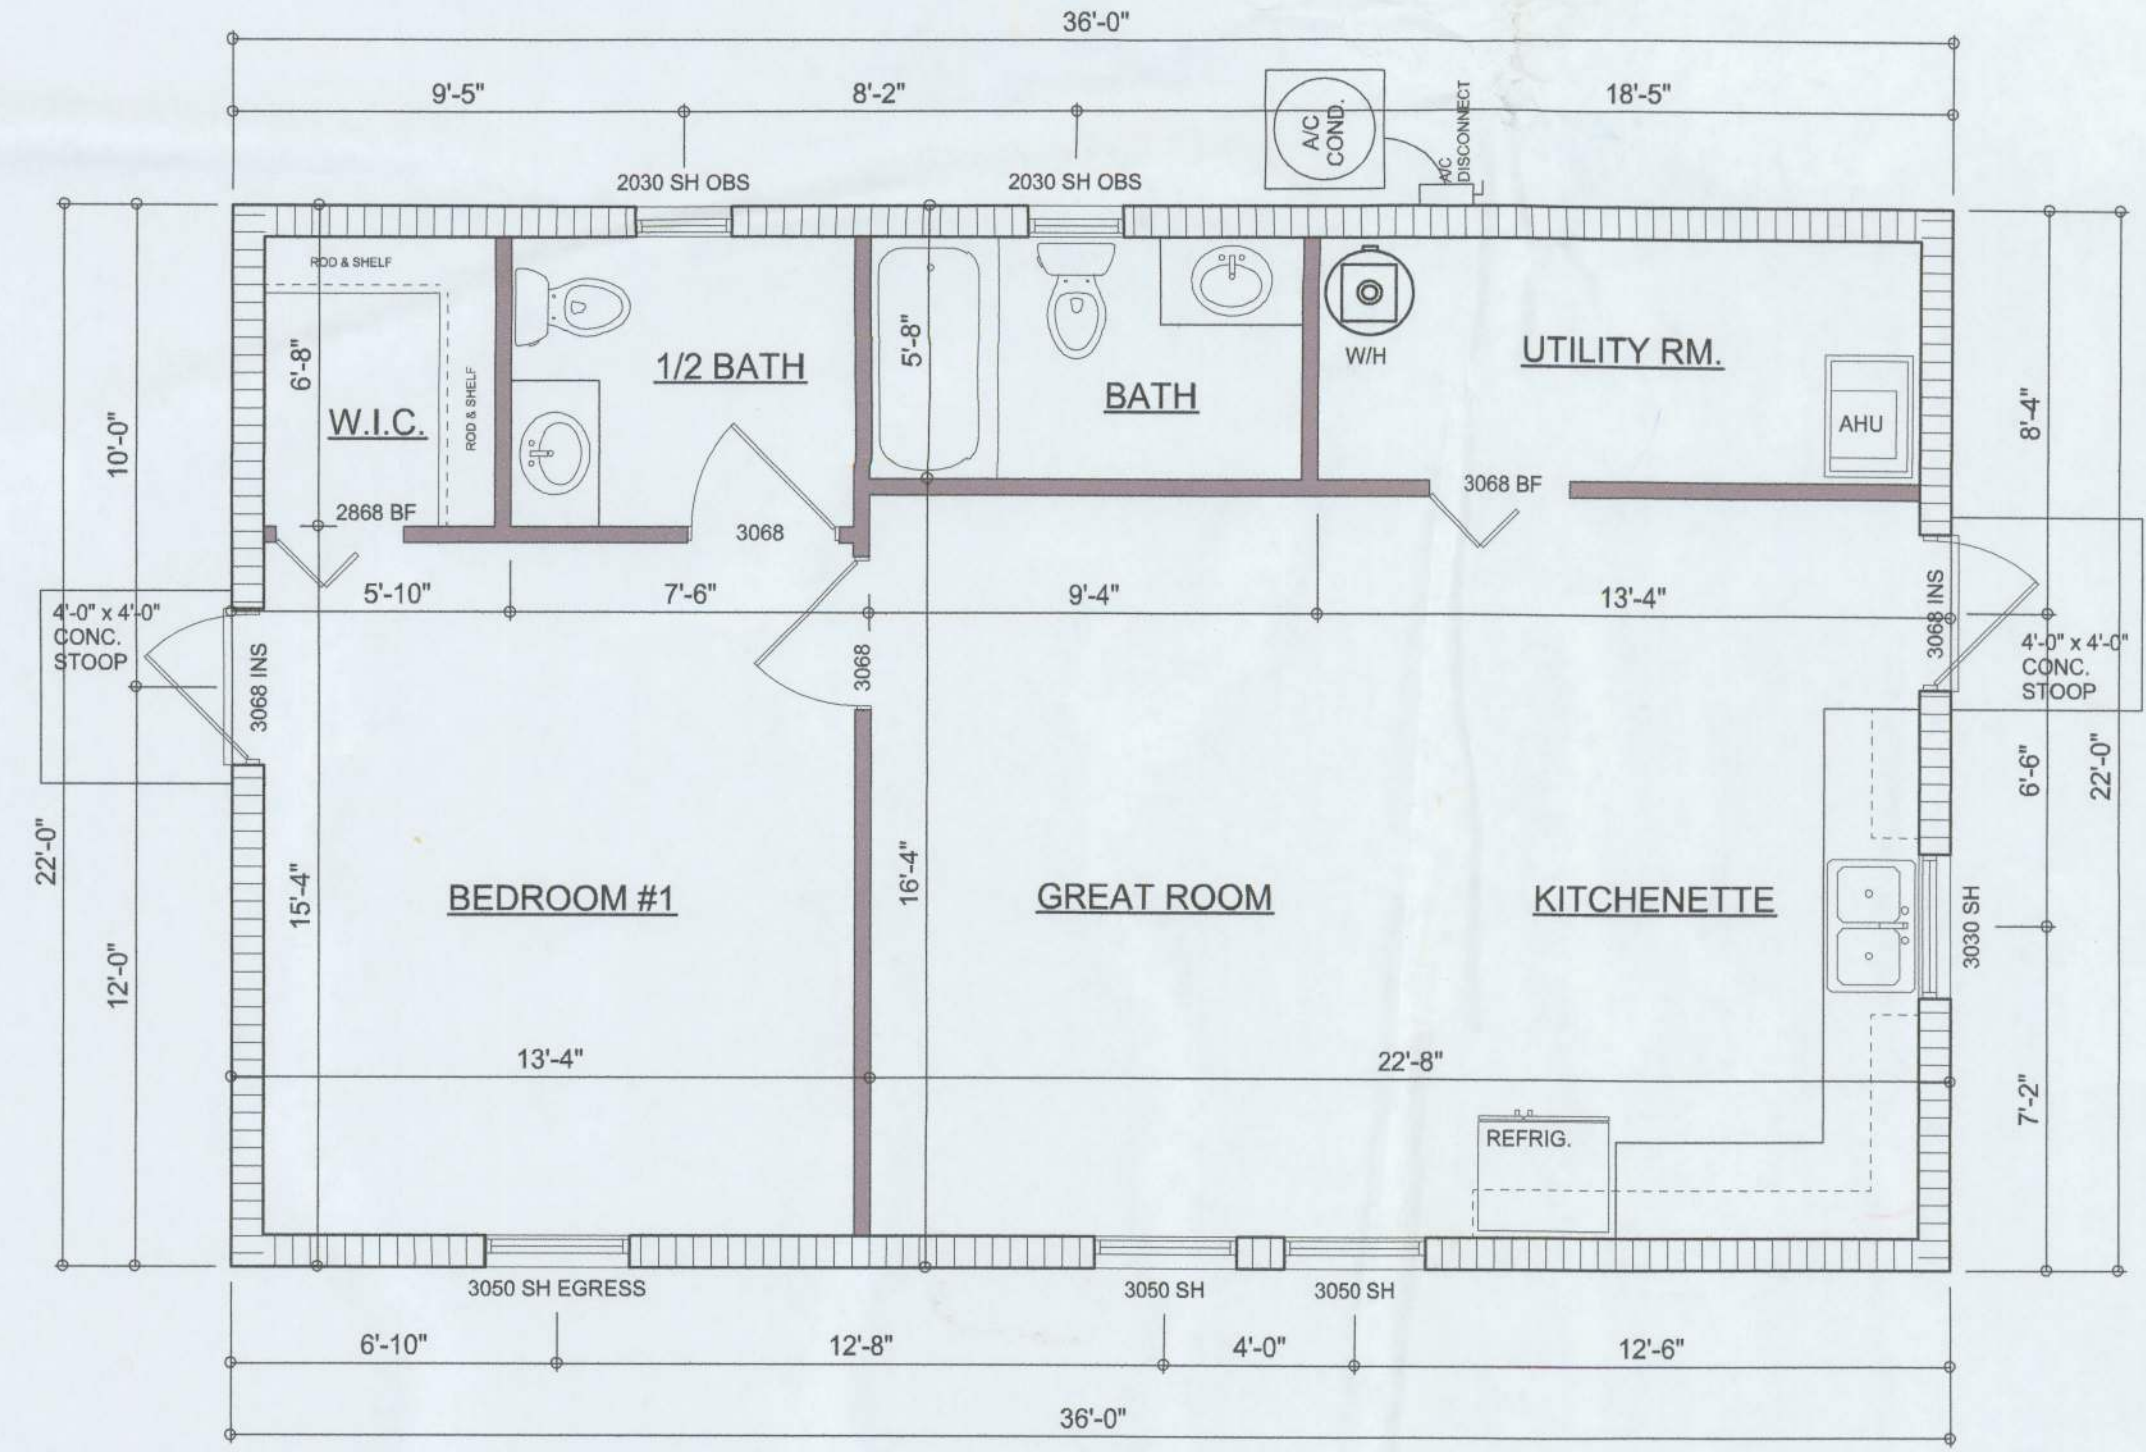 36'-0"
9'-5"
8'-2"
18'-5"
A/C
COND.
A/C
DISCONNECT
2030 SH OBS
2030 SH OBS
ROD & SHELF
ROD & SHELF
6'-8"
5'-8"
1/2 BATH
BATH
W/H
UTILITY RM.
AHU
W.I.C.
10'-0"
8'-4"
2868 BF
3068
3068 BF
5'-10"
7'-6"
9'-4"
13'-4"
4'-0" x 4'-0"
CONC.
STOOP
3068 INS
3068
3068 INS
4'-0" x 4'-0"
CONC.
STOOP
22'-0"
6'-6"
22'-0"
15'-4"
16'-4"
BEDROOM #1
GREAT ROOM
KITCHENETTE
3030 SH
12'-0"
13'-4"
22'-8"
7'-2"
REFRIG.
3050 SH EGRESS
3050 SH
3050 SH
6'-10"
12'-8"
4'-0"
12'-6"
36'-0"